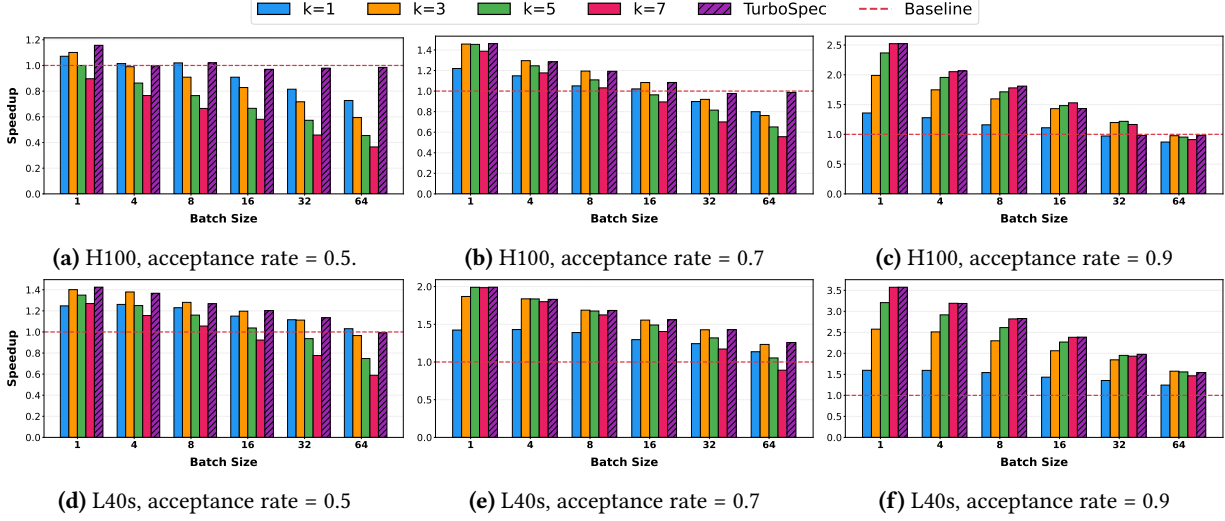 k=1 k=3 k=5 k=7 TurboSpec Baseline
Speedup
1.2
1.0
0.8
0.6
0.4
0.2
0.0
1 4 8 16 32 64
Batch Size
(a) H100, acceptance rate = 0.5.
1.4
1.2
1.0
0.8
0.6
0.4
0.2
0.0
1 4 8 16 32 64
Batch Size
(b) H100, acceptance rate = 0.7
2.5
2.0
1.5
1.0
0.5
0.0
1 4 8 16 32 64
Batch Size
(c) H100, acceptance rate = 0.9
Speedup
1.4
1.2
1.0
0.8
0.6
0.4
0.2
0.0
1 4 8 16 32 64
Batch Size
(d) L40s, acceptance rate = 0.5
2.0
1.5
1.0
0.5
0.0
1 4 8 16 32 64
Batch Size
(e) L40s, acceptance rate = 0.7
3.5
3.0
2.5
2.0
1.5
1.0
0.5
0.0
1 4 8 16 32 64
Batch Size
(f) L40s, acceptance rate = 0.9